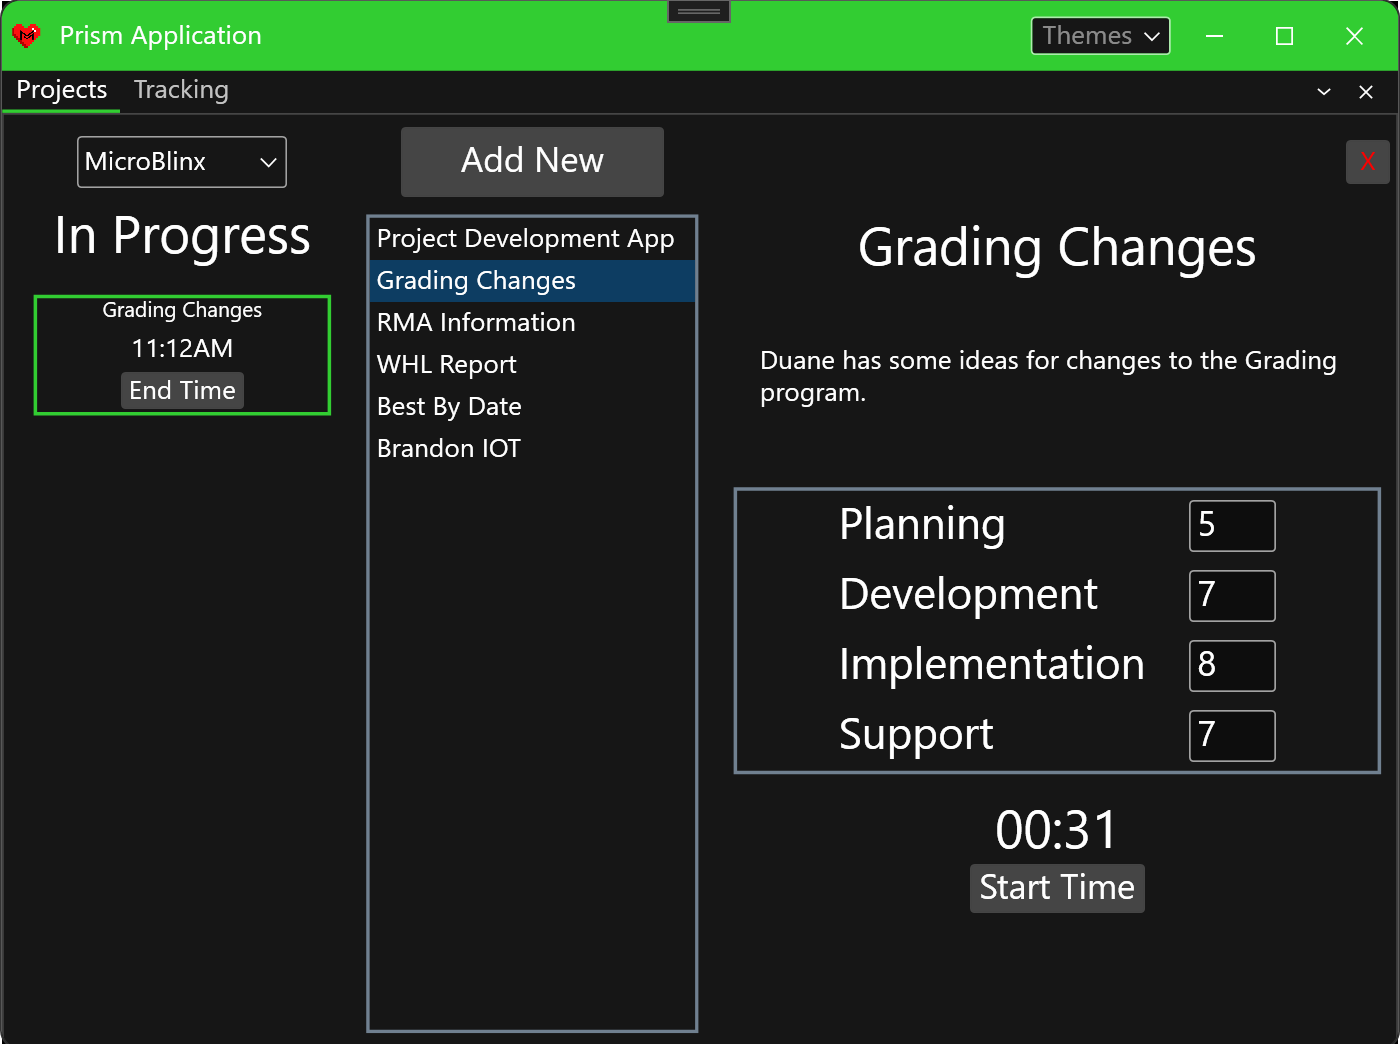 Prism Application
Themes
Projects
Tracking
MicroBlinx
In Progress
Grading Changes
11:12AM
End Time
Add New
Project Development App
Grading Changes
RMA Information
WHL Report
Best By Date
Brandon IOT
X
Grading Changes
Duane has some ideas for changes to the Grading
program.
Planning 5
Development 7
Implementation 8
Support 7
00:31
Start Time